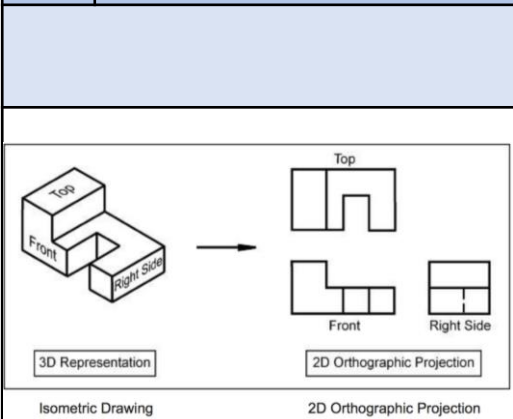 Top
Top
Front
Right Side
Front
Right Side
3D Representation
2D Orthographic Projection
Isometric Drawing
2D Orthographic Projection